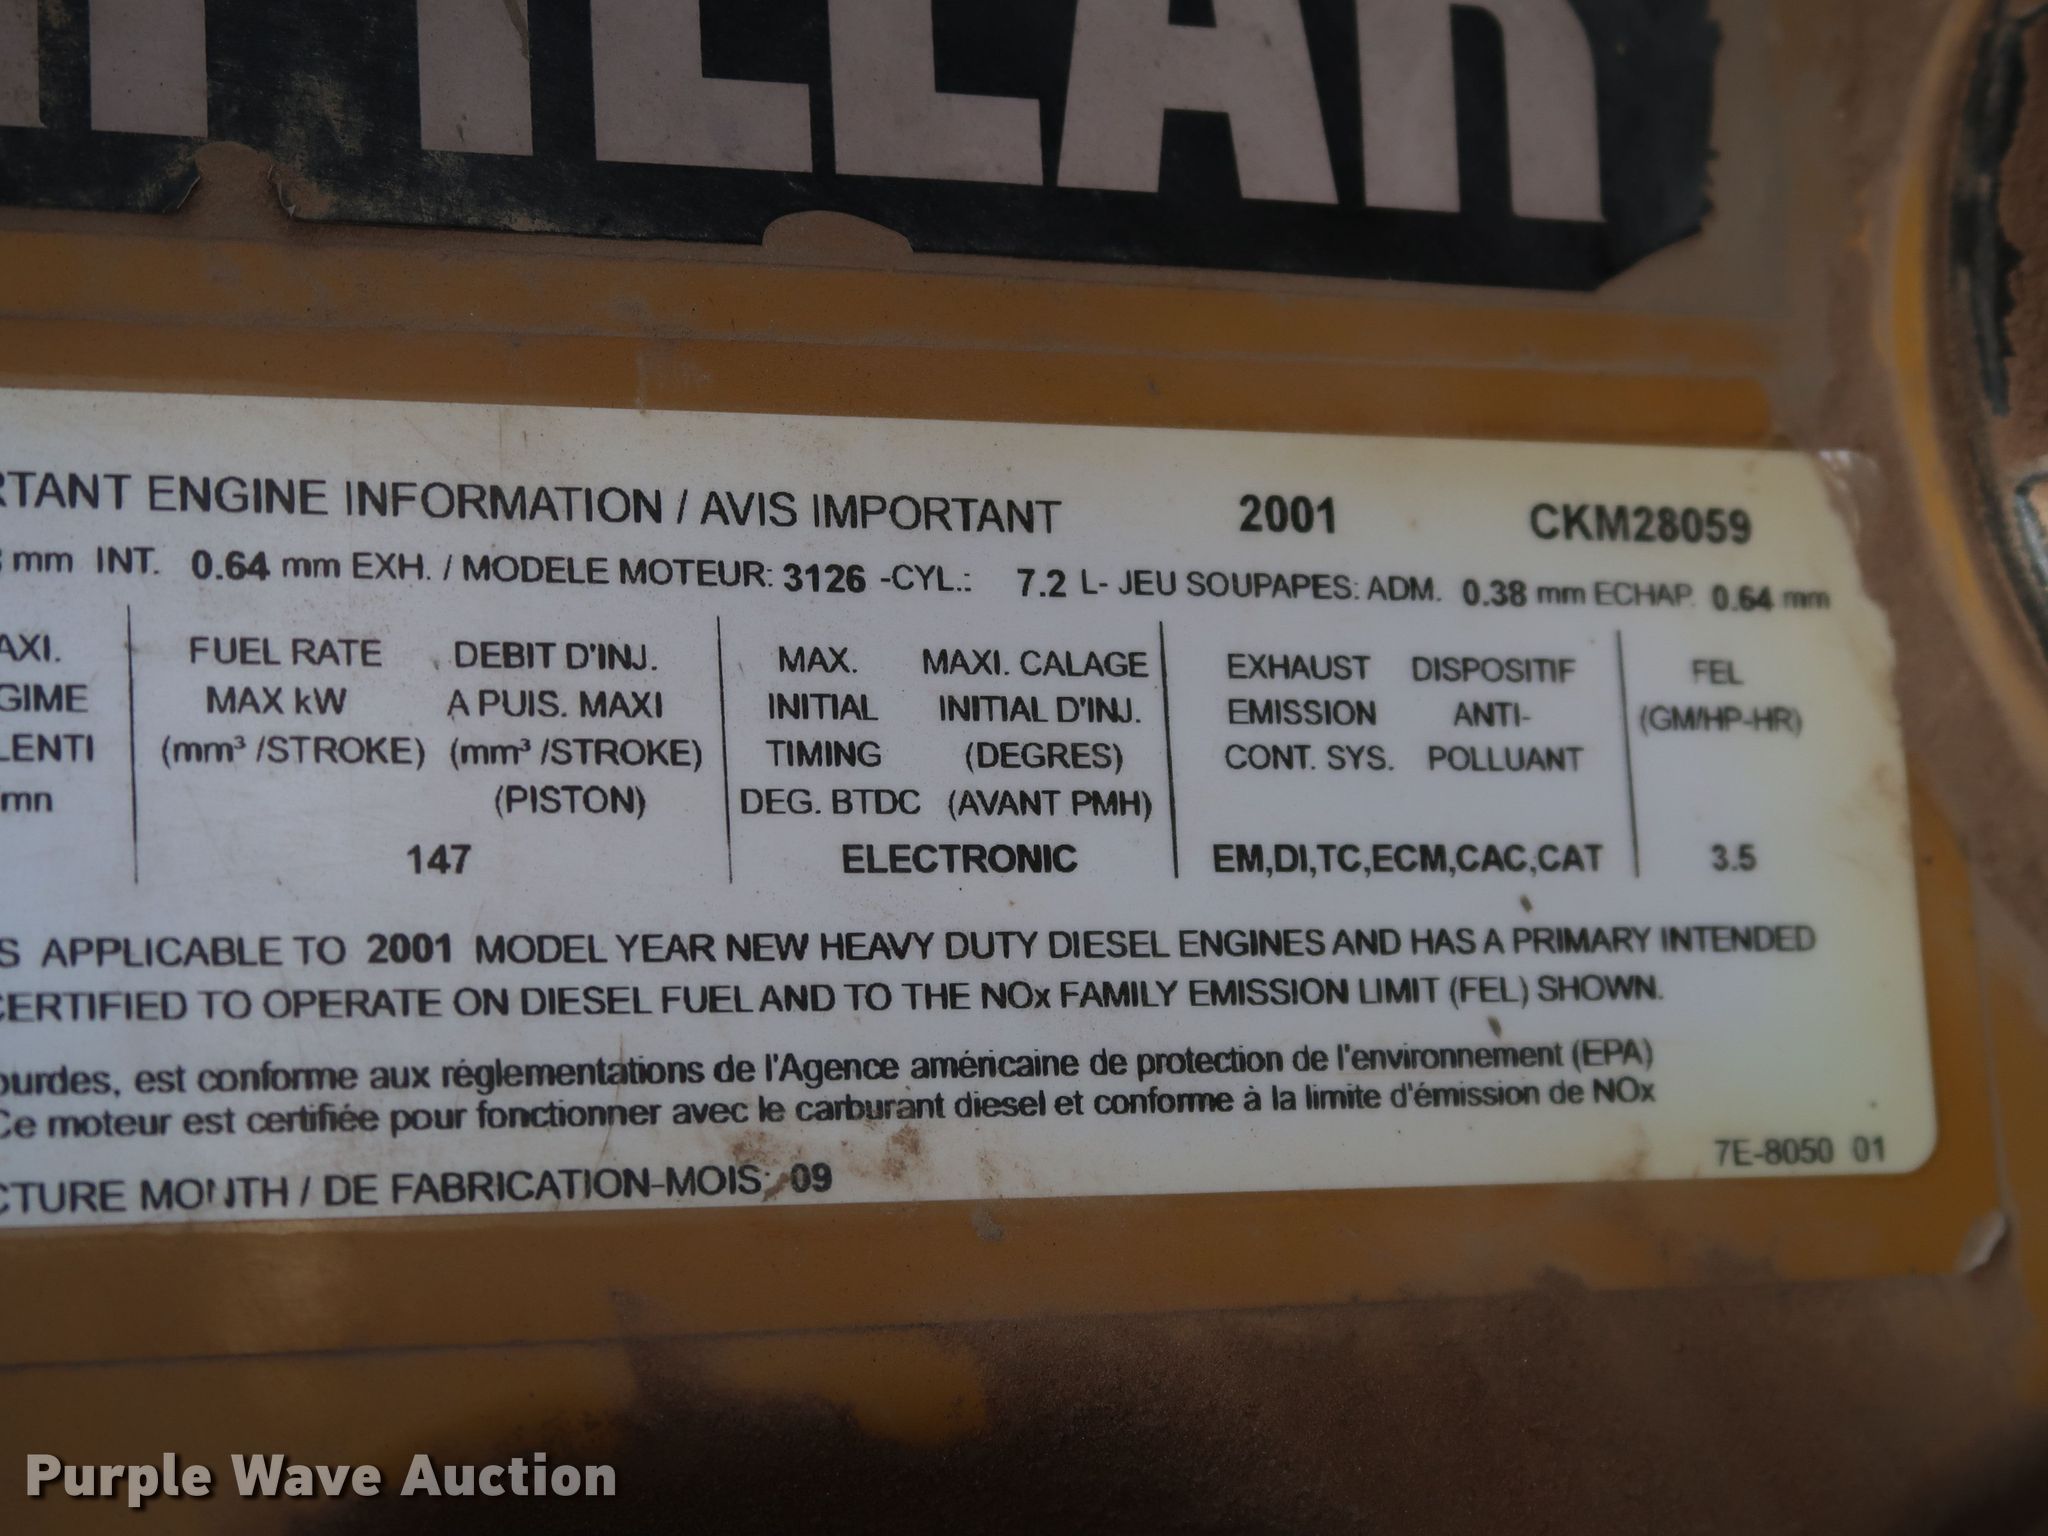 RTANT ENGINE INFORMATION / AVIS IMPORTANT 2001 CKM28059
mm INT. 0.64 mm EXH. / MODELE MOTEUR: 3126 -CYL.: 7.2 L- JEU SOUPAPES: ADM. 0.38 mm ECHAP. 0.64 mm
AXI. FUEL RATE DEBIT D'INJ. MAX. MAXI. CALAGE EXHAUST DISPOSITIF FEL
GIME MAX kW A PUIS. MAXI INITIAL INITIAL D'INJ. EMISSION ANTI- (GM/HP-HR)
LENTI (mm³ /STROKE) (mm³ /STROKE) TIMING (DEGRES) CONT. SYS. POLLUANT
mn (PISTON) DEG. BTDC (AVANT PMH)
147 ELECTRONIC EM,DI,TC,ECM,CAC,CAT 3.5
S APPLICABLE TO 2001 MODEL YEAR NEW HEAVY DUTY DIESEL ENGINES AND HAS A PRIMARY INTENDED
CERTIFIED TO OPERATE ON DIESEL FUEL AND TO THE NOx FAMILY EMISSION LIMIT (FEL) SHOWN.
ourdes, est conforme aux réglementations de l'Agence américaine de protection de l'environnement (EPA)
Ce moteur est certifiée pour fonctionner avec le carburant diesel et conforme à la limite d'émission de NOx
7E-8050 01
CTURE MONTH / DE FABRICATION-MOIS: 09
Purple Wave Auction